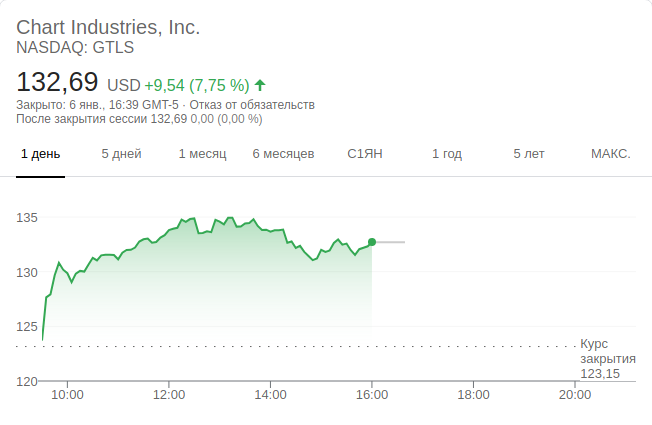 Chart Industries, Inc.
NASDAQ: GTLS
132,69 USD +9,54 (7,75 %)
Закрыто: 6 янв., 16:39 GMT-5 · Отказ от обязательств
После закрытия сессии 132,69 0,00 (0,00 %)
1 день 5 дней 1 месяц 6 месяцев С1ЯН 1 год 5 лет МАКС.
135
130
125
Курс
закрытия
123,15
120
10:00 12:00 14:00 16:00 18:00 20:00